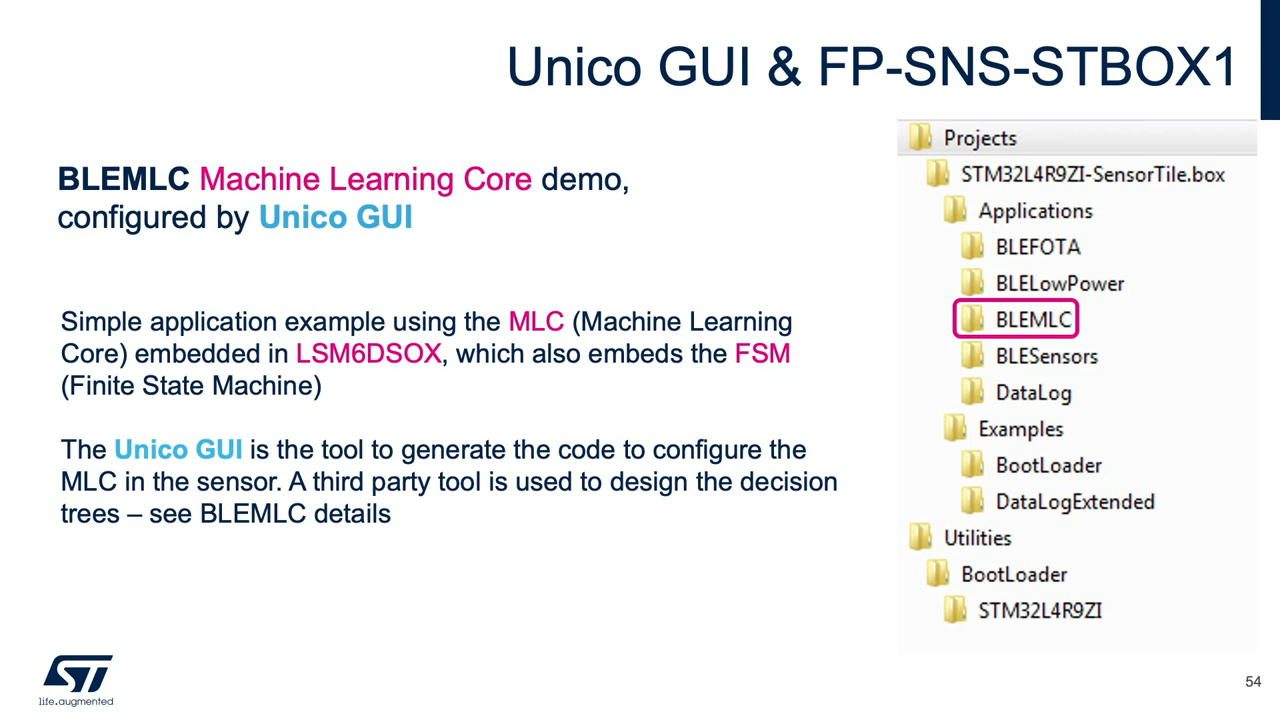 Unico GUI & FP-SNS-STBOX1
BLEMLC Machine Learning Core demo,
configured by Unico GUI
Simple application example using the MLC (Machine Learning
Core) embedded in LSM6DSOX, which also embeds the FSM
(Finite State Machine)
The Unico GUI is the tool to generate the code to configure the
MLC in the sensor. A third party tool is used to design the decision
trees – see BLEMLC details
Projects
STM32L4R9ZI-SensorTile.box
Applications
BLEFOTA
BLELowPower
BLEMLC
BLESensors
DataLog
Examples
BootLoader
DataLogExtended
Utilities
BootLoader
STM32L4R9ZI
ST
life.augmented
54